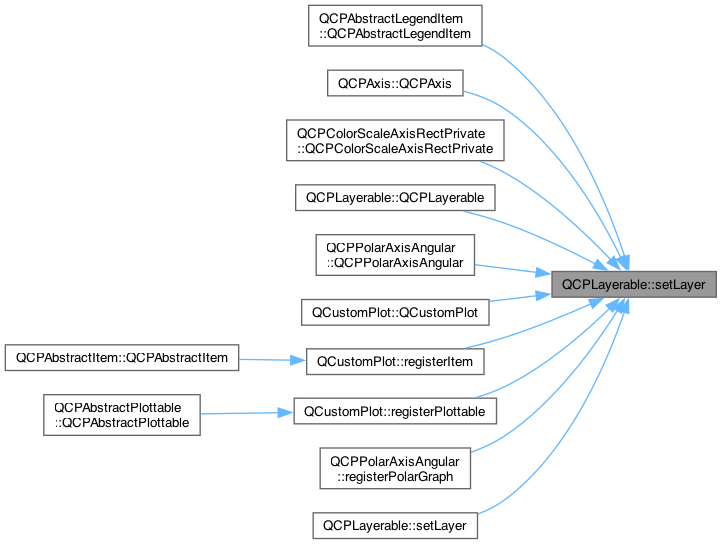 QCPAbstractLegendItem
::QCPAbstractLegendItem
QCPAxis::QCPAxis
QCPColorScaleAxisRectPrivate
::QCPColorScaleAxisRectPrivate
QCPLayerable::QCPLayerable
QCPPolarAxisAngular
::QCPPolarAxisAngular
QCPLayerable::setLayer
QCustomPlot::QCustomPlot
QCPAbstractItem::QCPAbstractItem
QCustomPlot::registerItem
QCPAbstractPlottable
::QCPAbstractPlottable
QCustomPlot::registerPlottable
QCPPolarAxisAngular
::registerPolarGraph
QCPLayerable::setLayer